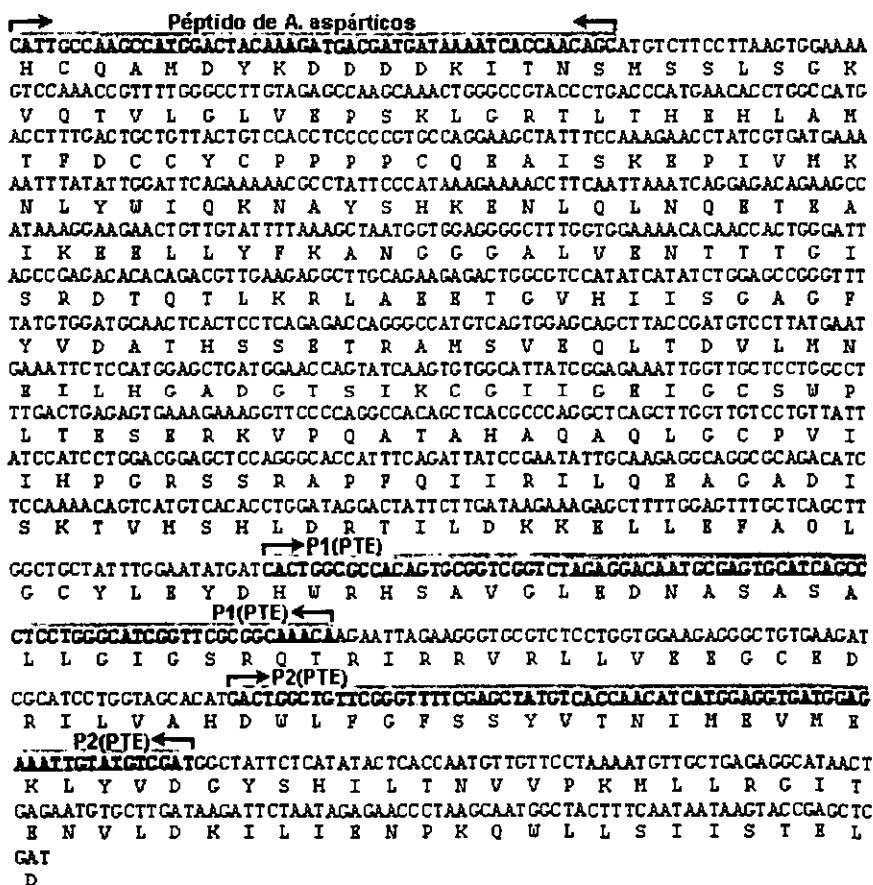 Péptido de A. aspárticos
CATTGCCAAGCCATGGACTACAAAGATGACGATGATAAAATCACCAACAGCATGTCTTCCTTAAGTGGAAAA
H C Q A M D Y K D D D D K I T N S M S S L S G K
GTCCAAACCGTTTTGGGCCTTGTAGAGCCAAGCAAACTGGGCCGTACCCTGACCCATGAACACCTGGCCATG
V Q T V L G L V E P S K L G R T L T H E H L A M
ACCTTTGACTGCTGTTACTGTCCACCTCCCCCGTGCCAGGAAGCTATTTCCAAAGAACCTATCGTGATGAAA
T F D C C Y C P P P P C Q E A I S K E P I V M K
AATTTATATTGGATTCAGAAAAACGCCTATTCCCATAAAGAAAACCTTCAATTAAATCAGGAGACAGAAGCC
N L Y W I Q K N A Y S H K E N L Q L N Q E T E A
ATAAAGGAAGAACTGTTGTATTTTAAAGCTAATGGTGGAGGGGCTTTGGTGGAAAACACAACCACTGGGATT
I K E E L L Y F K A N G G G A L V E N T T T G I
AGCCGAGACACACAGACGTTGAAGAGGCTTGCAGAAGAGACTGGCGTCCATATCATATCTGGAGCCGGGTTT
S R D T Q T L K R L A E E T G V H I I S G A G F
TATGTGGATGCAACTCACTCCTCAGAGACCAGGGCCATGTCAGTGGAGCAGCTTACCGATGTCCTTATGAAT
Y V D A T H S S E T R A M S V E Q L T D V L M N
GAAATTCTCCATGGAGCTGATGGAACCAGTATCAAGTGTGGCATTATCGGAGAAATTGGTTGCTCCTGGCCT
E I L H G A D G T S I K C G I I G E I G C S W P
TTGACTGAGAGTGAAAGAAAGGTTCCCCAGGCCACAGCTCACGCCCAGGCTCAGCTTGGTTGTCCTGTTATT
L T E S E R K V P Q A T A H A Q A Q L G C P V I
ATCCATCCTGGACGGAGCTCCAGGGCACCATTTCAGATTATCCGAATATTGCAAGAGGCAGGCGCAGACATC
I H P G R S S R A P F Q I I R I L Q E A G A D I
TCCAAAACAGTCATGTCACACCTGGATAGGACTATTCTTGATAAGAAAGAGCTTTTGGAGTTTGCTCAGCTT
S K T V M S H L D R T I L D K K E L L E F A Q L
P1(PTE)
GGCTGCTATTTGGAATATGATCACTGGCGCCACAGTGCGGTCGGTCTAGAGGACAATGCGAGTGCATCAGCC
G C Y L E Y D H W R H S A V G L E D N A S A S A
P1(PTE)
CTCCTGGGCATCGGTTCGCGGCAAACAAGAATTAGAAGGGTGCGTCTCCTGGTGGAAGAGGGCTGTGAAGAT
L L G I G S R Q T R I R R V R L L V E E G C E D
P2(PTE)
CGCATCCTGGTAGCACATGACTGGCTGTTCGGGTTTTCGAGCTATGTCACCAACATCATGGAGGTGATGGAG
R I L V A H D W L F G F S S Y V T N I M E V M E
P2(PTE)
AAATTGTATGTCGATGGCTATTCTCATATACTCACCAATGTTGTTCCTAAAATGTTGCTGAGAGGCATAACT
K L Y V D G Y S H I L T N V V P K M L L R G I T
GAGAATGTGCTTGATAAGATTCTAATAGAGAACCCTAAGCAATGGCTACTTTCAATAATAAGTACCGAGCTC
E N V L D K I L I E N P K Q W L L S I I S T E L
GAT
D